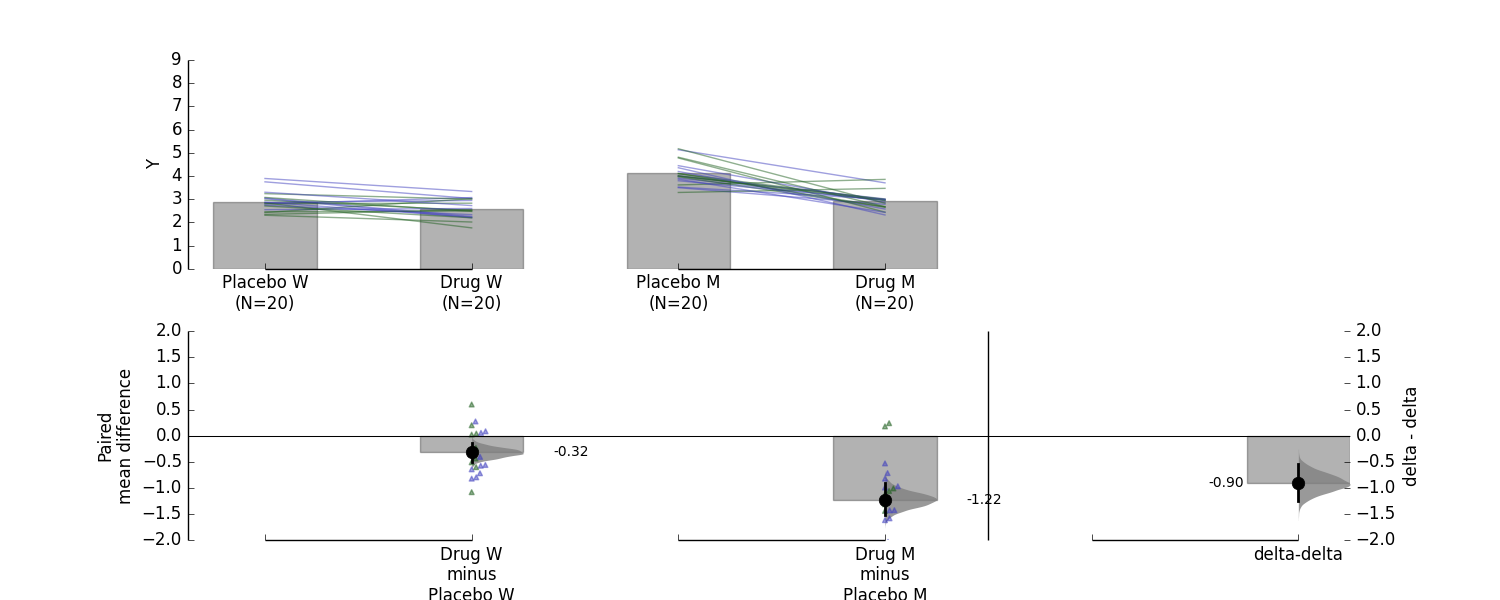 9
8
7
6
5
4
3
2
1
0
Y
Placebo W
(N=20)
Drug W
(N=20)
Placebo M
(N=20)
Drug M
(N=20)
2.0
1.5
1.0
0.5
0.0
−0.5
−1.0
−1.5
−2.0
Paired
mean difference
-0.32
-1.22
-0.90
Drug W
minus
Placebo W
Drug M
minus
Placebo M
delta-delta
2.0
1.5
1.0
0.5
0.0
−0.5
−1.0
−1.5
−2.0
delta - delta